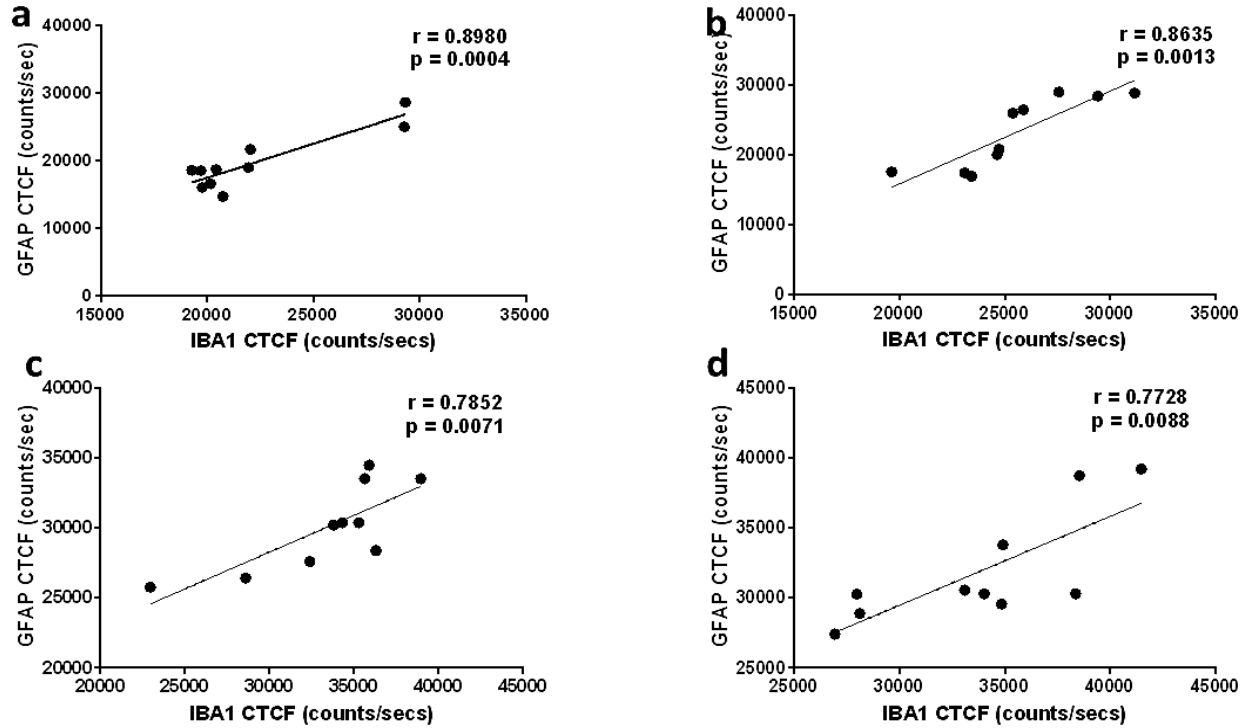 a
r = 0.8980
p = 0.0004
GFAP CTCF (counts/sec)
40000
30000
20000
10000
0
15000 20000 25000 30000 35000
IBA1 CTCF (counts/secs)
b
r = 0.8635
p = 0.0013
GFAP CTCF (counts/sec)
40000
30000
20000
10000
0
15000 20000 25000 30000 35000
IBA1 CTCF (counts/secs)
c
r = 0.7852
p = 0.0071
GFAP CTCF (counts/sec)
40000
35000
30000
25000
20000
20000 25000 30000 35000 40000 45000
IBA1 CTCF (counts/secs)
d
r = 0.7728
p = 0.0088
GFAP CTCF (counts/sec)
45000
40000
35000
30000
25000
25000 30000 35000 40000 45000
IBA1 CTCF (counts/secs)